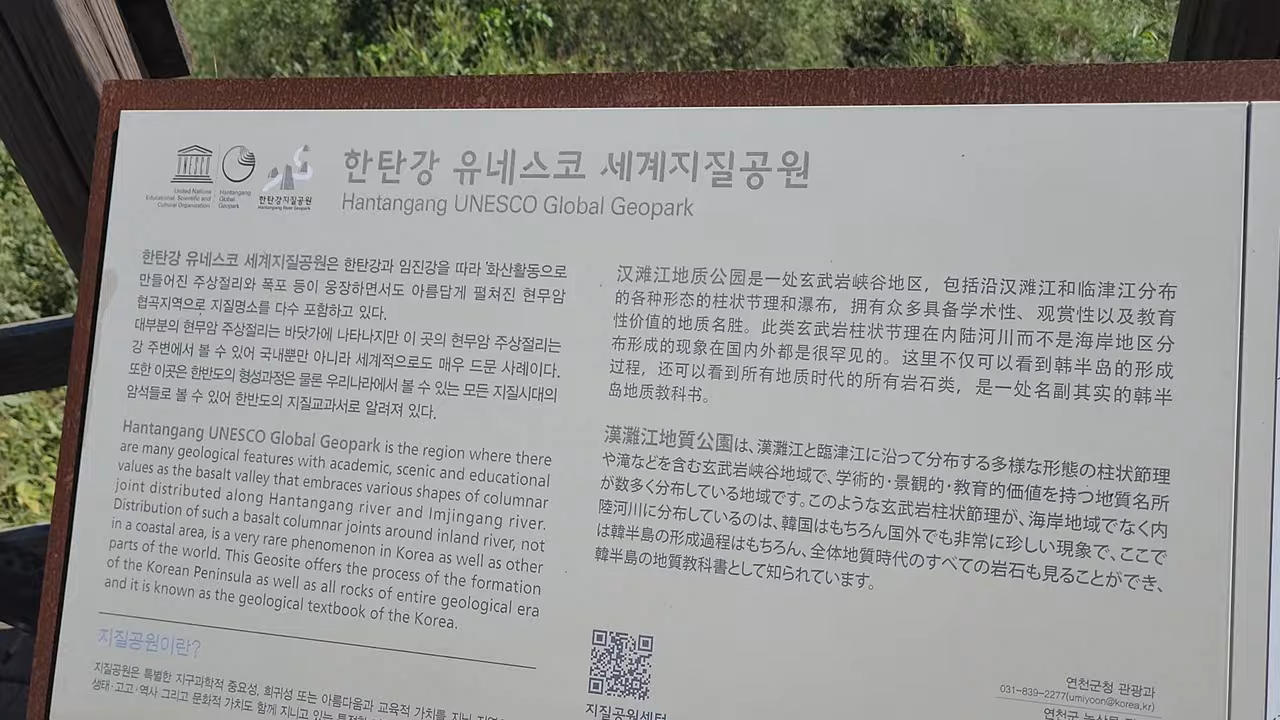 UNESCO
United Nations
Educational, Scientific and
Cultural Organization
Hantangang
Global
Geopark
한탄강지질공원
Hantangang River Geopark
한탄강 유네스코 세계지질공원
Hantangang UNESCO Global Geopark
한탄강 유네스코 세계지질공원은 한탄강과 임진강을 따라 '화산활동으로
만들어진 주상절리와 폭포 등이 웅장하면서도 아름답게 펼쳐진 현무암
협곡지역으로 지질명소를 다수 포함하고 있다.
대부분의 현무암 주상절리는 바닷가에 나타나지만 이 곳의 현무암 주상절리는
강 주변에서 볼 수 있어 국내뿐만 아니라 세계적으로도 매우 드문 사례이다.
또한 이곳은 한반도의 형성과정은 물론 우리나라에서 볼 수 있는 모든 지질시대의
암석들로 볼 수 있어 한반도의 지질교과서로 알려져 있다.
Hantangang UNESCO Global Geopark is the region where there
are many geological features with academic, scenic and educational
values as the basalt valley that embraces various shapes of columnar
joint distributed along Hantangang river and Imjingang river.
Distribution of such a basalt columnar joints around inland river, not
in a coastal area, is a very rare phenomenon in Korea as well as other
parts of the world. This Geosite offers the process of the formation
of the Korean Peninsula as well as all rocks of entire geological era
and it is known as the geological textbook of the Korea.
지질공원이란?
지질공원은 특별한 지구과학적 중요성, 희귀성 또는 아름다움과 교육적 가치를 지닌
생태·고고·역사 그리고 문화적 가치도 함께 지니고 있는
汉滩江地质公园是一处玄武岩峡谷地区，包括沿汉滩江和临津江分布
的各种形态的柱状节理和瀑布，拥有众多具备学术性、观赏性以及教育
性价值的地质名胜。此类玄武岩柱状节理在内陆河川而不是海岸地区分
布形成的现象在国内外都是很罕见的。这里不仅可以看到韩半岛的形成
过程，还可以看到所有地质时代的所有岩石类，是一处名副其实的韩半
岛地质教科书。
漢灘江地質公園は、漢灘江と臨津江に沿って分布する多様な形態の柱状節理
や滝などを含む玄武岩峡谷地域で、学術的·景観的·教育的価値を持つ地質名所
が数多く分布している地域です。このような玄武岩柱状節理が、海岸地域でなく内
陸河川に分布しているのは、韓国はもちろん国外でも非常に珍しい現象で、ここで
は韓半島の形成過程はもちろん、全体地質時代のすべての岩石も見ることができ、
韓半島の地質教科書として知られています。
지질공원센터
연천군청 관광과
031-839-2277(umiyoon@korea.kr)
연천군